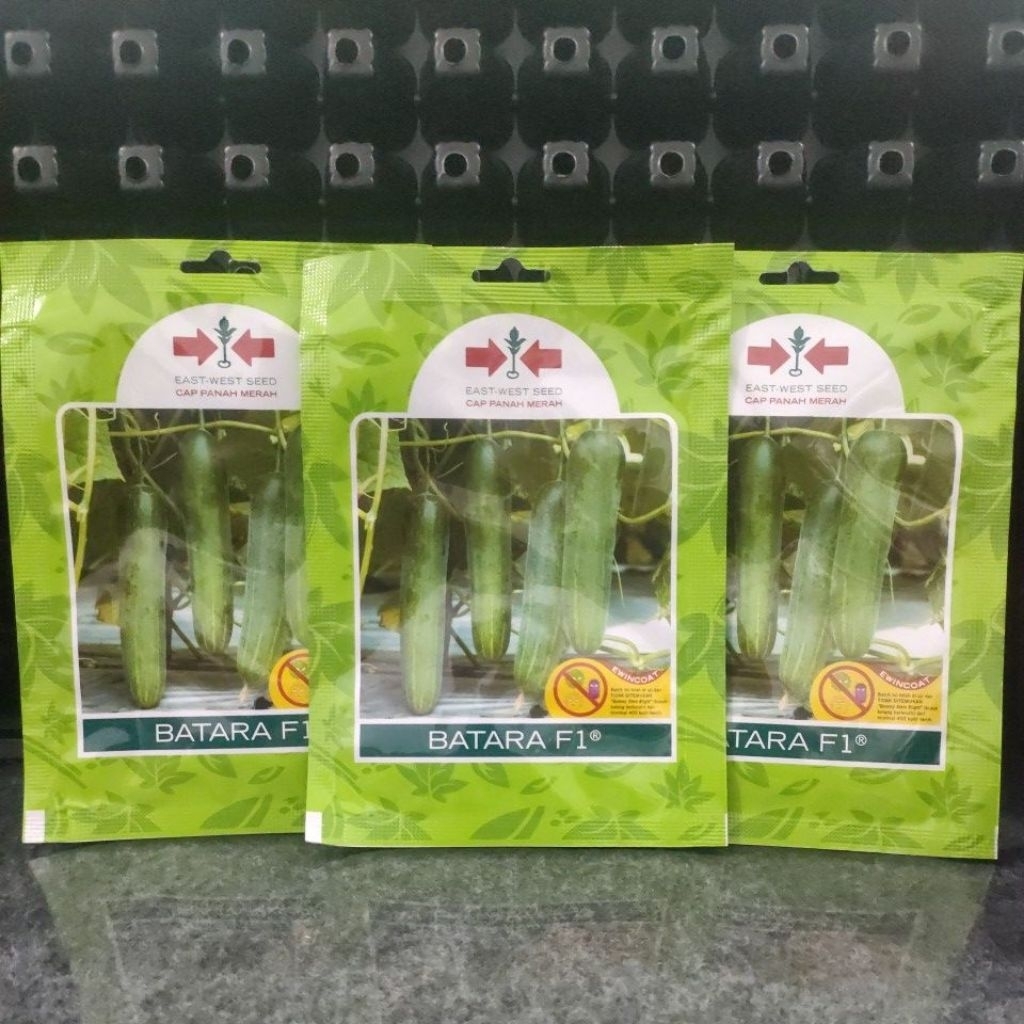 EAST-WEST SEED
CAP PANAH MERAH
BATARA F1
EAST-WEST SEED
CAP PANAH MERAH
EWINCOAT
BATARA F1®
EAST-WEST SEED
CAP PANAH MERAH
EWINCOAT
TARA F1®